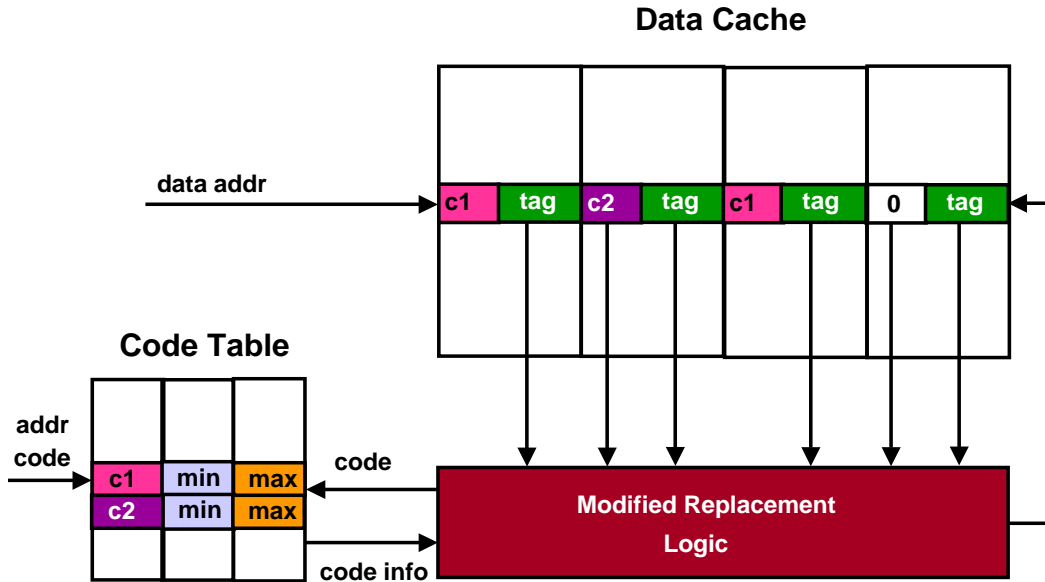 Data Cache
data addr
c1 tag c2 tag c1 tag 0 tag
Code Table
addr
code
c1 min max
c2 min max
code
code info
Modified Replacement
Logic